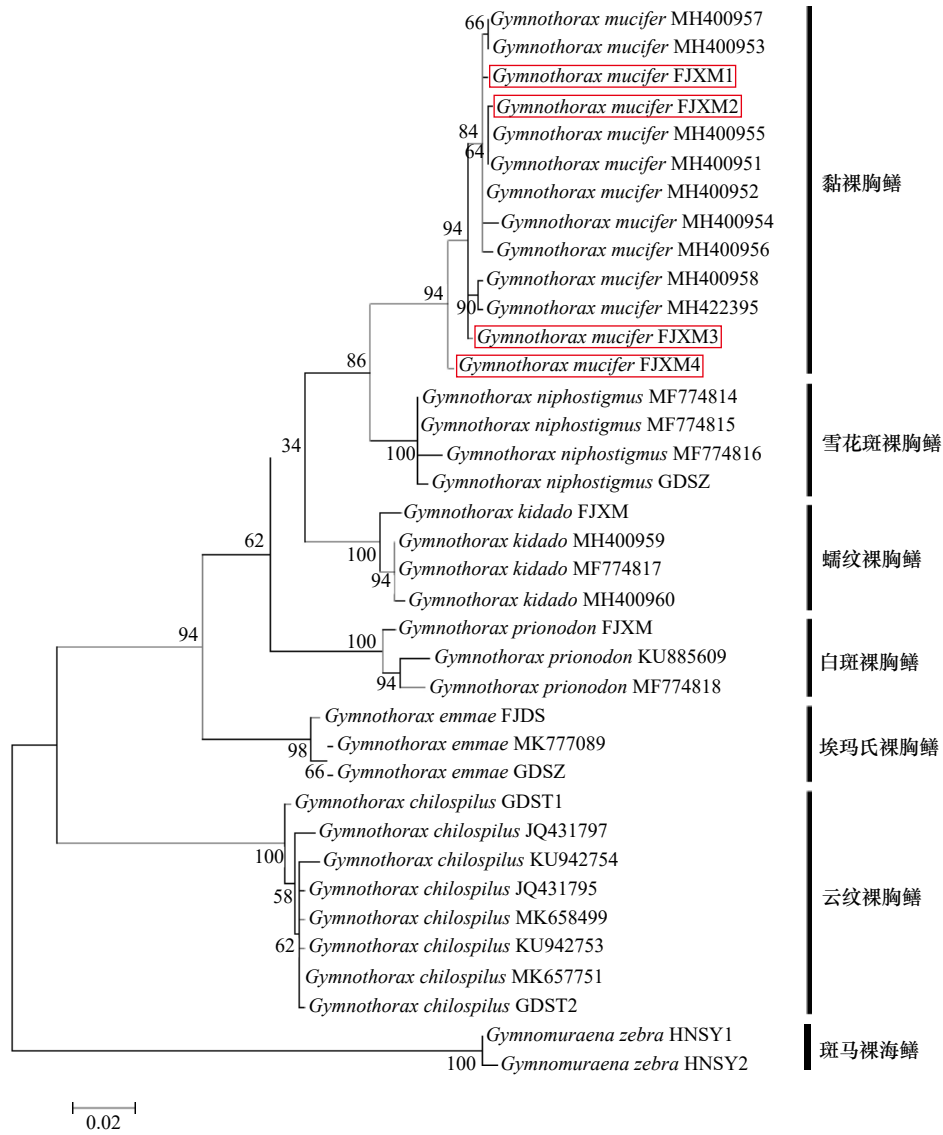 66
Gymnothorax mucifer MH400957
Gymnothorax mucifer MH400953
Gymnothorax mucifer FJXM1
Gymnothorax mucifer FJXM2
84
64
Gymnothorax mucifer MH400955
Gymnothorax mucifer MH400951
Gymnothorax mucifer MH400952
Gymnothorax mucifer MH400954
94
Gymnothorax mucifer MH400956
Gymnothorax mucifer MH400958
94
90
Gymnothorax mucifer MH422395
Gymnothorax mucifer FJXM3
Gymnothorax mucifer FJXM4
黏裸胸鳝
86
Gymnothorax niphostigmus MF774814
Gymnothorax niphostigmus MF774815
100
Gymnothorax niphostigmus MF774816
Gymnothorax niphostigmus GDSZ
雪花斑裸胸鳝
34
Gymnothorax kidado FJXM
Gymnothorax kidado MH400959
100
Gymnothorax kidado MF774817
94
Gymnothorax kidado MH400960
蠕纹裸胸鳝
62
Gymnothorax prionodon FJXM
100
Gymnothorax prionodon KU885609
94
Gymnothorax prionodon MF774818
白斑裸胸鳝
94
Gymnothorax emmae FJDS
98
Gymnothorax emmae MK777089
66
Gymnothorax emmae GDSZ
埃玛氏裸胸鳝
Gymnothorax chilospilus GDST1
Gymnothorax chilospilus JQ431797
100
Gymnothorax chilospilus KU942754
58
Gymnothorax chilospilus JQ431795
Gymnothorax chilospilus MK658499
62
Gymnothorax chilospilus KU942753
Gymnothorax chilospilus MK657751
Gymnothorax chilospilus GDST2
云纹裸胸鳝
Gymnomuraena zebra HNSY1
100
Gymnomuraena zebra HNSY2
斑马裸海鳝
0.02